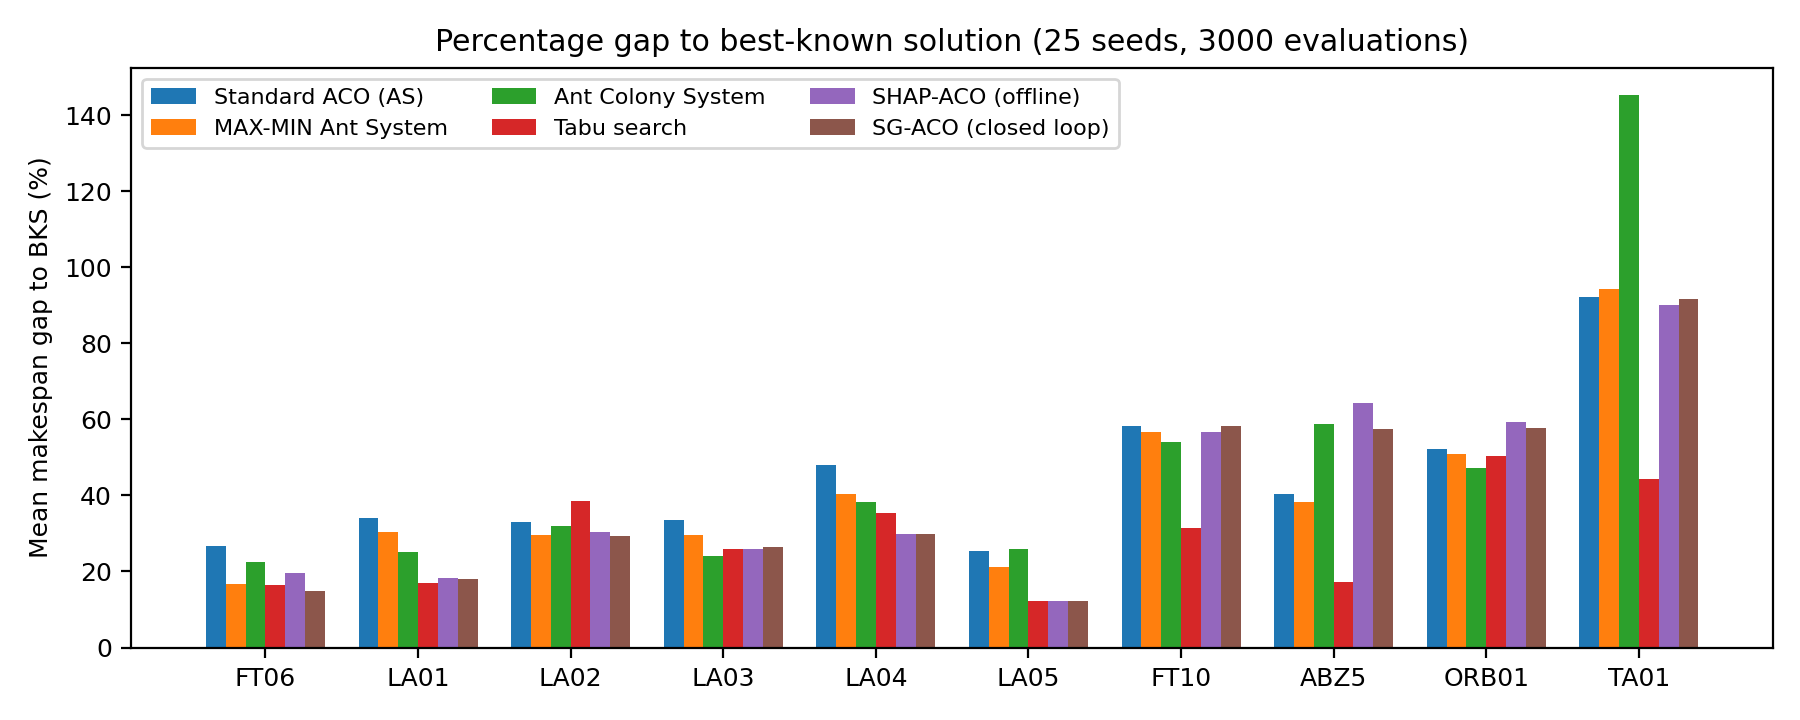 Percentage gap to best-known solution (25 seeds, 3000 evaluations)
Mean makespan gap to BKS (%)
140
120
100
80
60
40
20
0
Standard ACO (AS)
MAX-MIN Ant System
Ant Colony System
Tabu search
SHAP-ACO (offline)
SG-ACO (closed loop)
FT06 LA01 LA02 LA03 LA04 LA05 FT10 ABZ5 ORB01 TA01